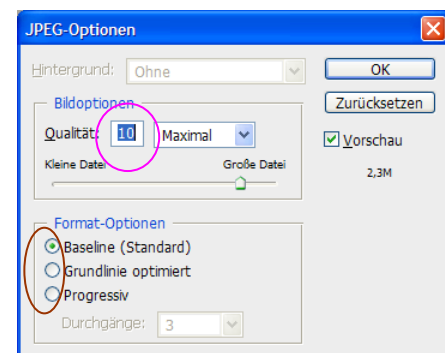 JPEG-Optionen
Hintergrund: Ohne
OK
Bildoptionen
Zurücksetzen
Qualität: 10 Maximal
Vorschau
Kleine Datei Große Datei
2,3M
Format-Optionen
Baseline (Standard)
Grundlinie optimiert
Progressiv
Durchgänge: 3